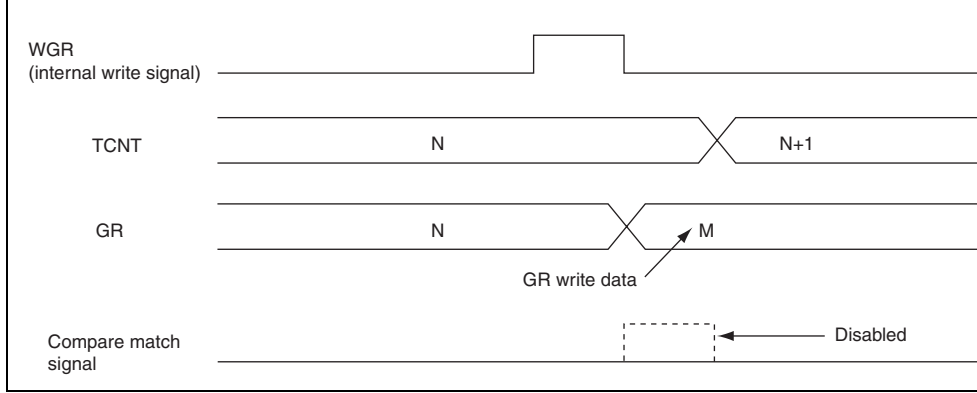 WGR
(internal write signal)
TCNT
N
N+1
GR
N
M
GR write data
Compare match
signal
Disabled